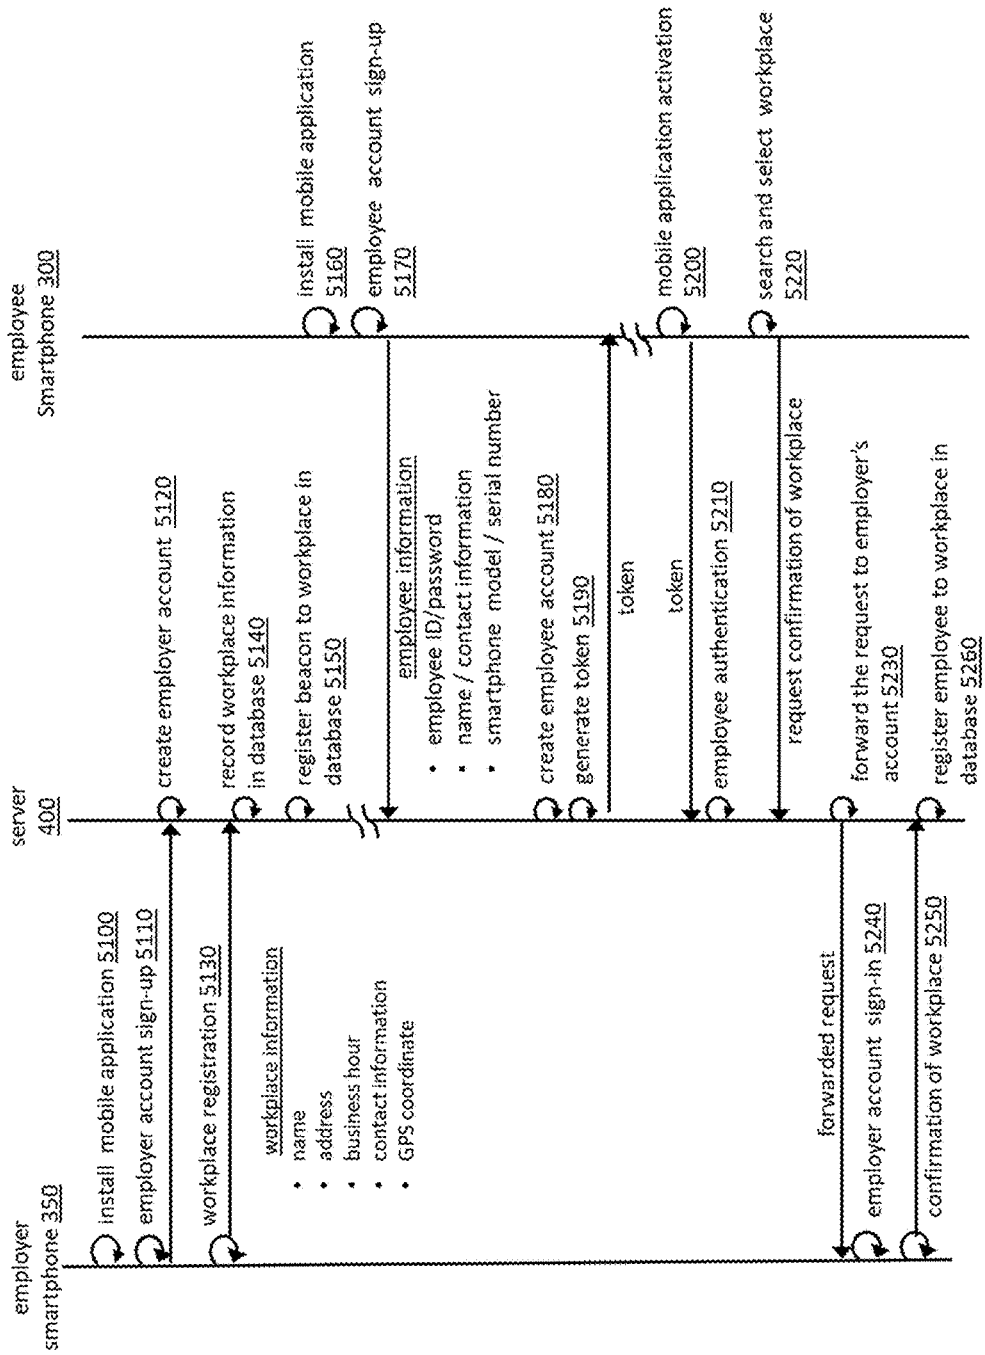 employer
smartphone 350
server
400
employee
Smartphone 300
install mobile application 5100
employer account sign-up 5110
create employer account 5120
workplace registration 5130
workplace information
• name
• address
• business hour
• contact information
• GPS coordinate
record workplace information
in database 5140
register beacon to workplace in
database 5150
install mobile application
5160
employee account sign-up
5170
employee information
• employee ID/password
• name / contact information
• smartphone model / serial number
create employee account 5180
generate token 5190
token
mobile application activation
5200
token
employee authentication 5210
search and select workplace
5220
request confirmation of workplace
forward the request to employer's
account 5230
forwarded request
employer account sign-in 5240
confirmation of workplace 5250
register employee to workplace in
database 5260